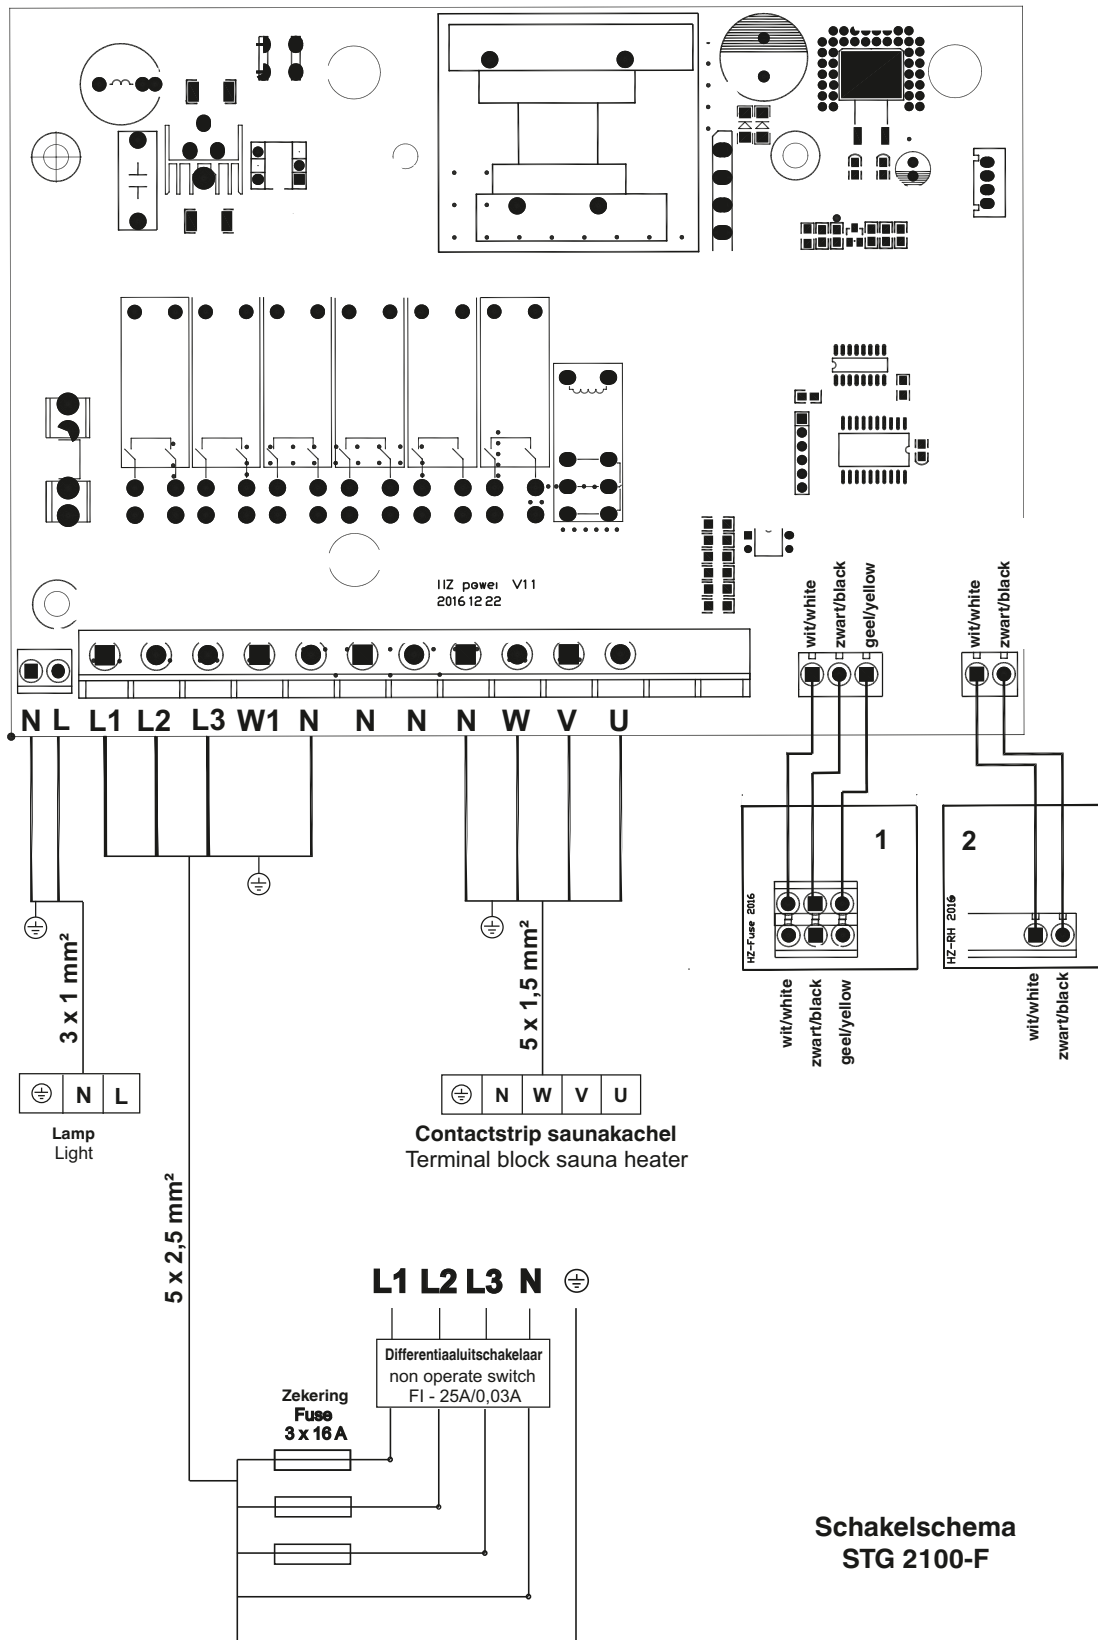 IIZ power V11
2016 12 22
wit/white
zwart/black
geel/yellow
wit/white
zwart/black
N L L1 L2 L3 W1 N N N N W V U
1
2
HZ-Fuse 2016
HZ-RH 2016
wit/white
zwart/black
geel/yellow
wit/white
zwart/black
3 x 1 mm²
5 x 1,5 mm²
N L
Lamp
Light
N W V U
Contactstrip saunakachel
Terminal block sauna heater
5 x 2,5 mm²
L1 L2 L3 N
Differentiaaluitschakelaar
non operate switch
FI - 25A/0,03A
Zekering
Fuse
3 x 16 A
Schakelschema
STG 2100-F